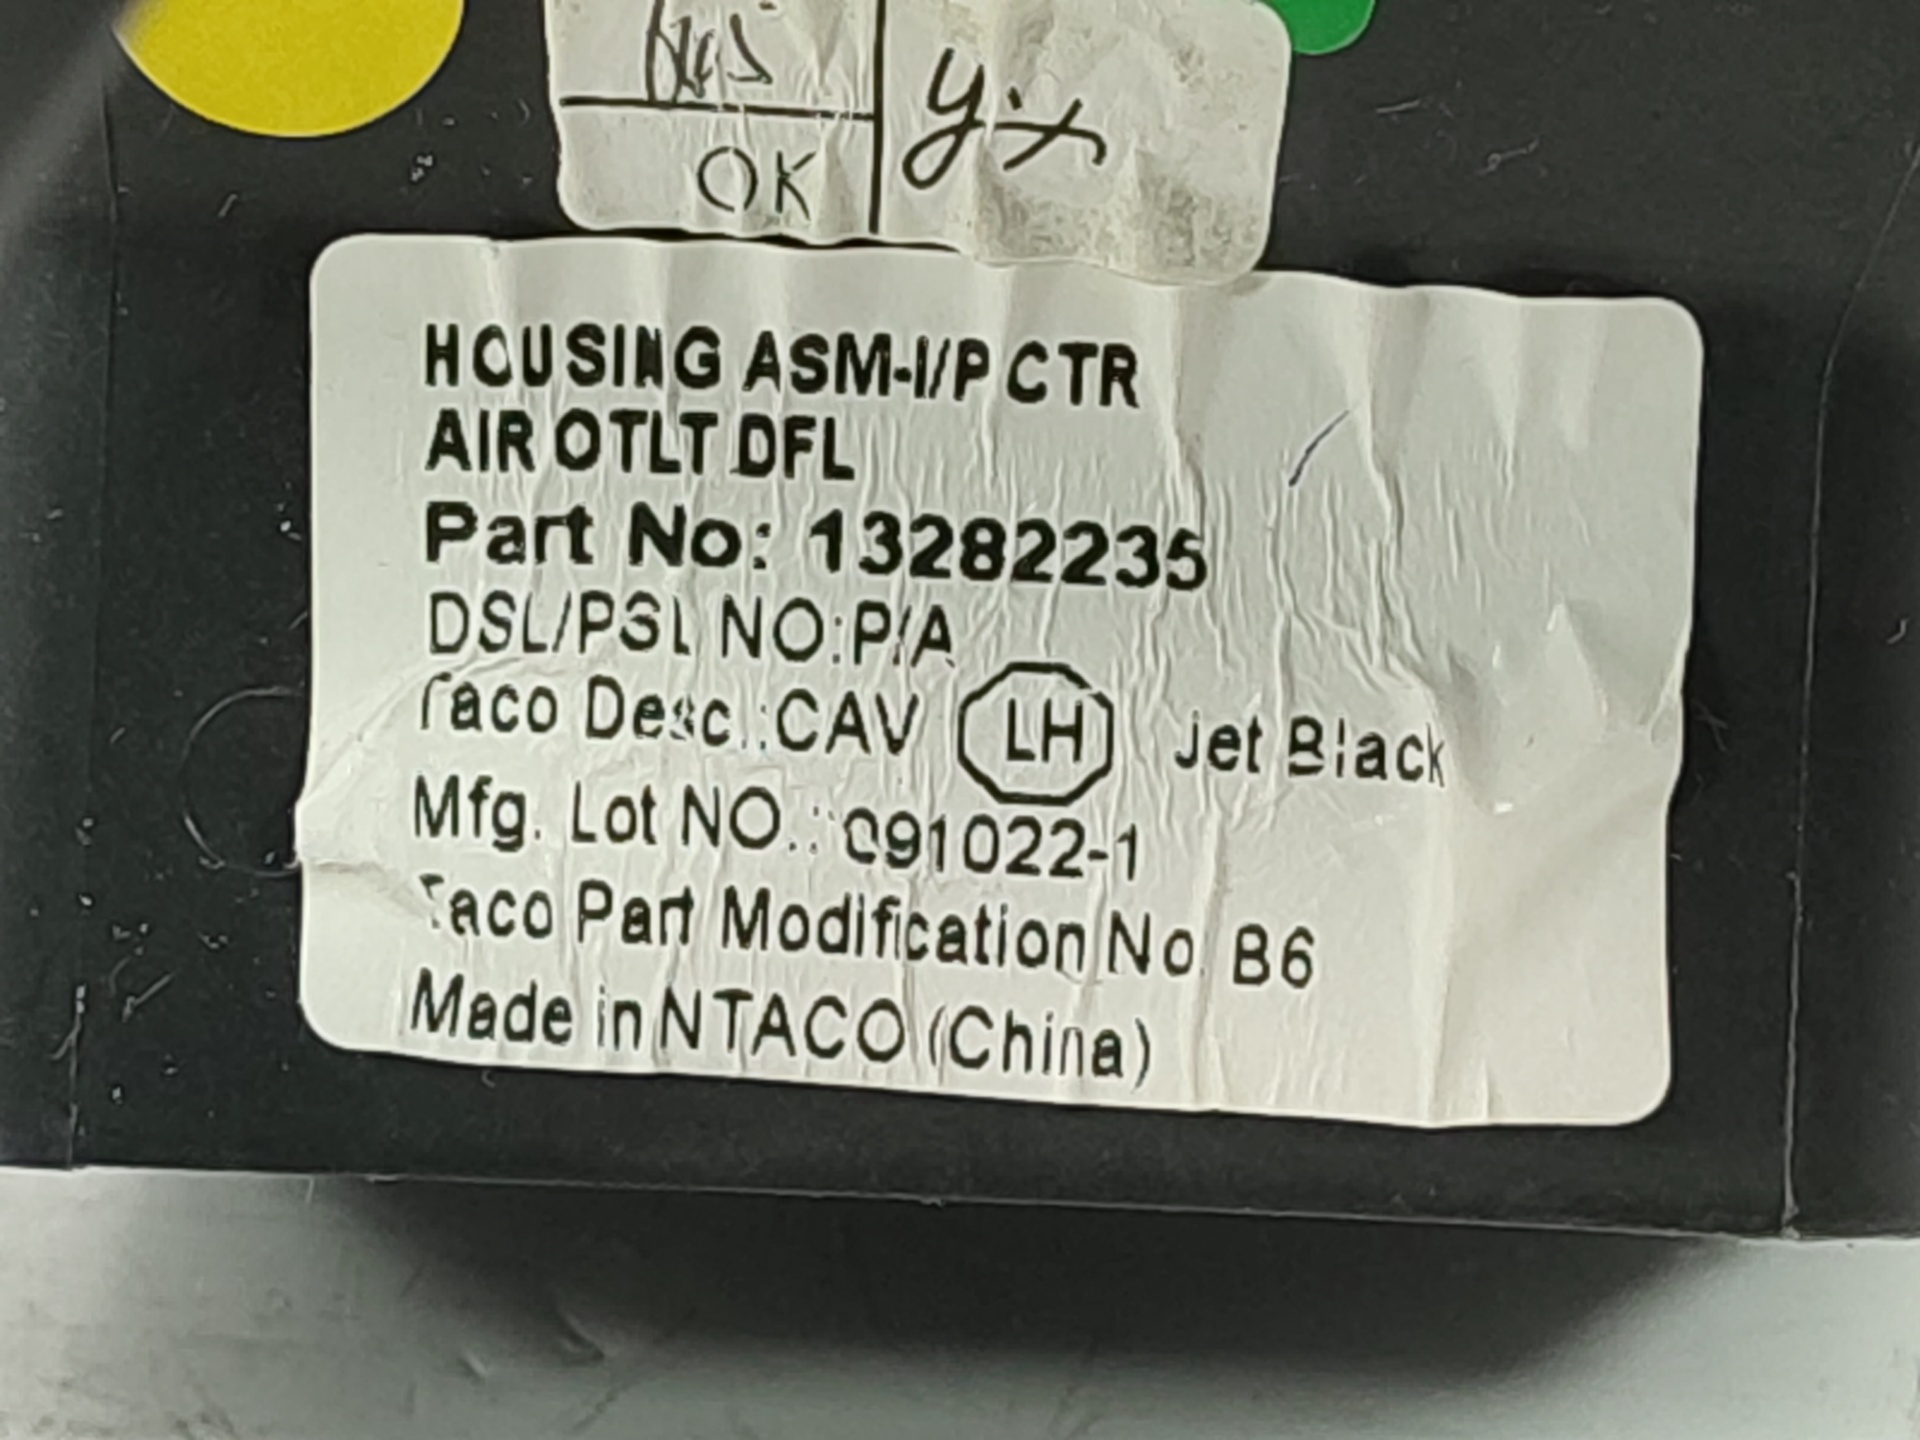 OK
HOUSING ASM-I/P CTR
AIR OTLT DFL
Part No: 13282235
DSL/PSL NO:P/A
Taco Desc.:CAV LH Jet Black
Mfg. Lot NO.: 091022-1
Taco Part Modification No B6
Made in NTACO (China)